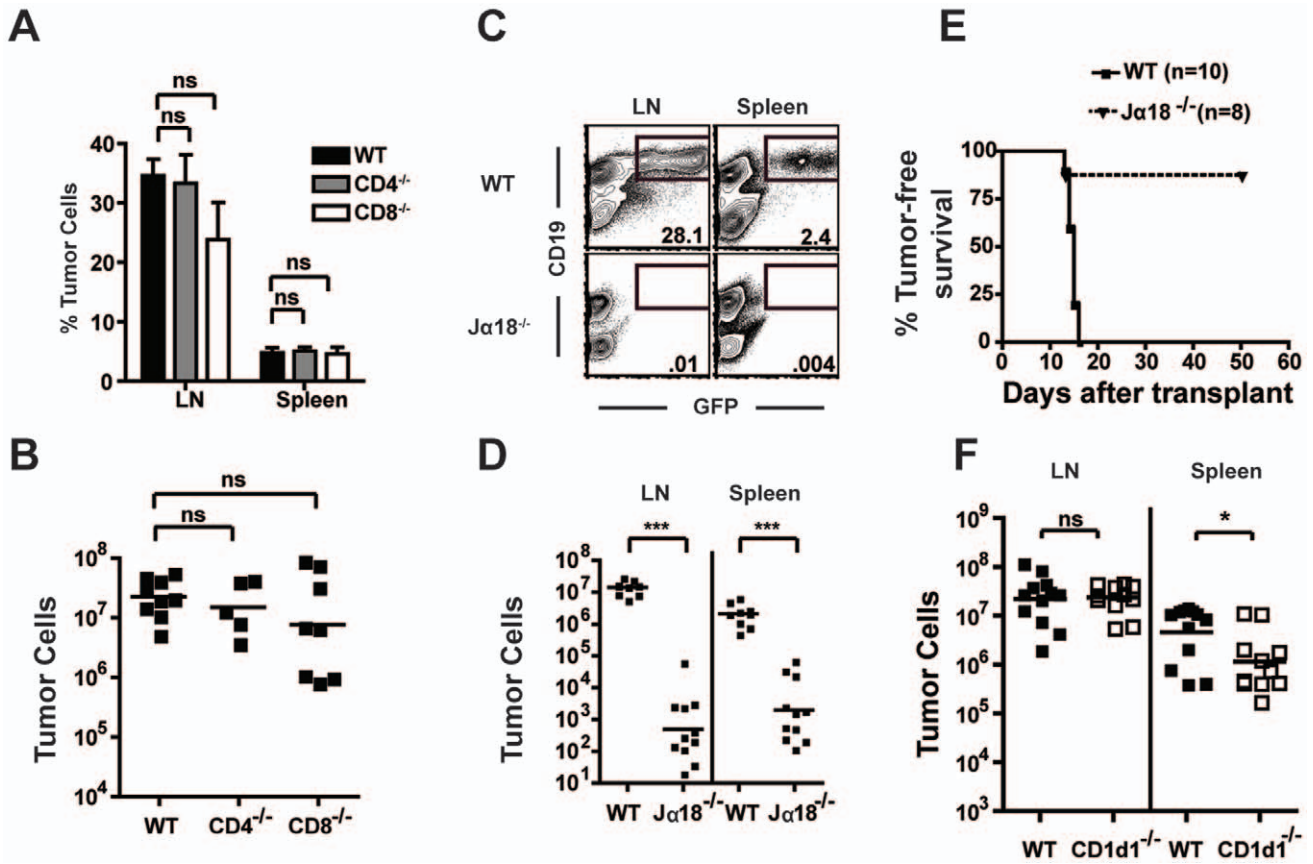 A
ns
ns
% Tumor Cells
40
30
20
10
0
WT
CD4-/-
CD8-/-
ns
ns
LN Spleen
B
ns
ns
Tumor Cells
10^8
10^7
10^6
10^5
10^4
WT CD4-/- CD8-/-
C
LN Spleen
WT
CD19
Jα18-/-
28.1 2.4
.01 .004
GFP
D
LN Spleen
*** ***
Tumor Cells
10^8
10^7
10^6
10^5
10^4
10^3
10^2
10^1
WT Jα18-/- WT Jα18-/-
E
WT (n=10)
Jα18 -/-(n=8)
% Tumor-free
survival
100
75
50
25
0
0 10 20 30 40 50 60
Days after transplant
F
LN Spleen
ns *
Tumor Cells
10^9
10^8
10^7
10^6
10^5
10^4
10^3
WT CD1d1-/- WT CD1d1-/-